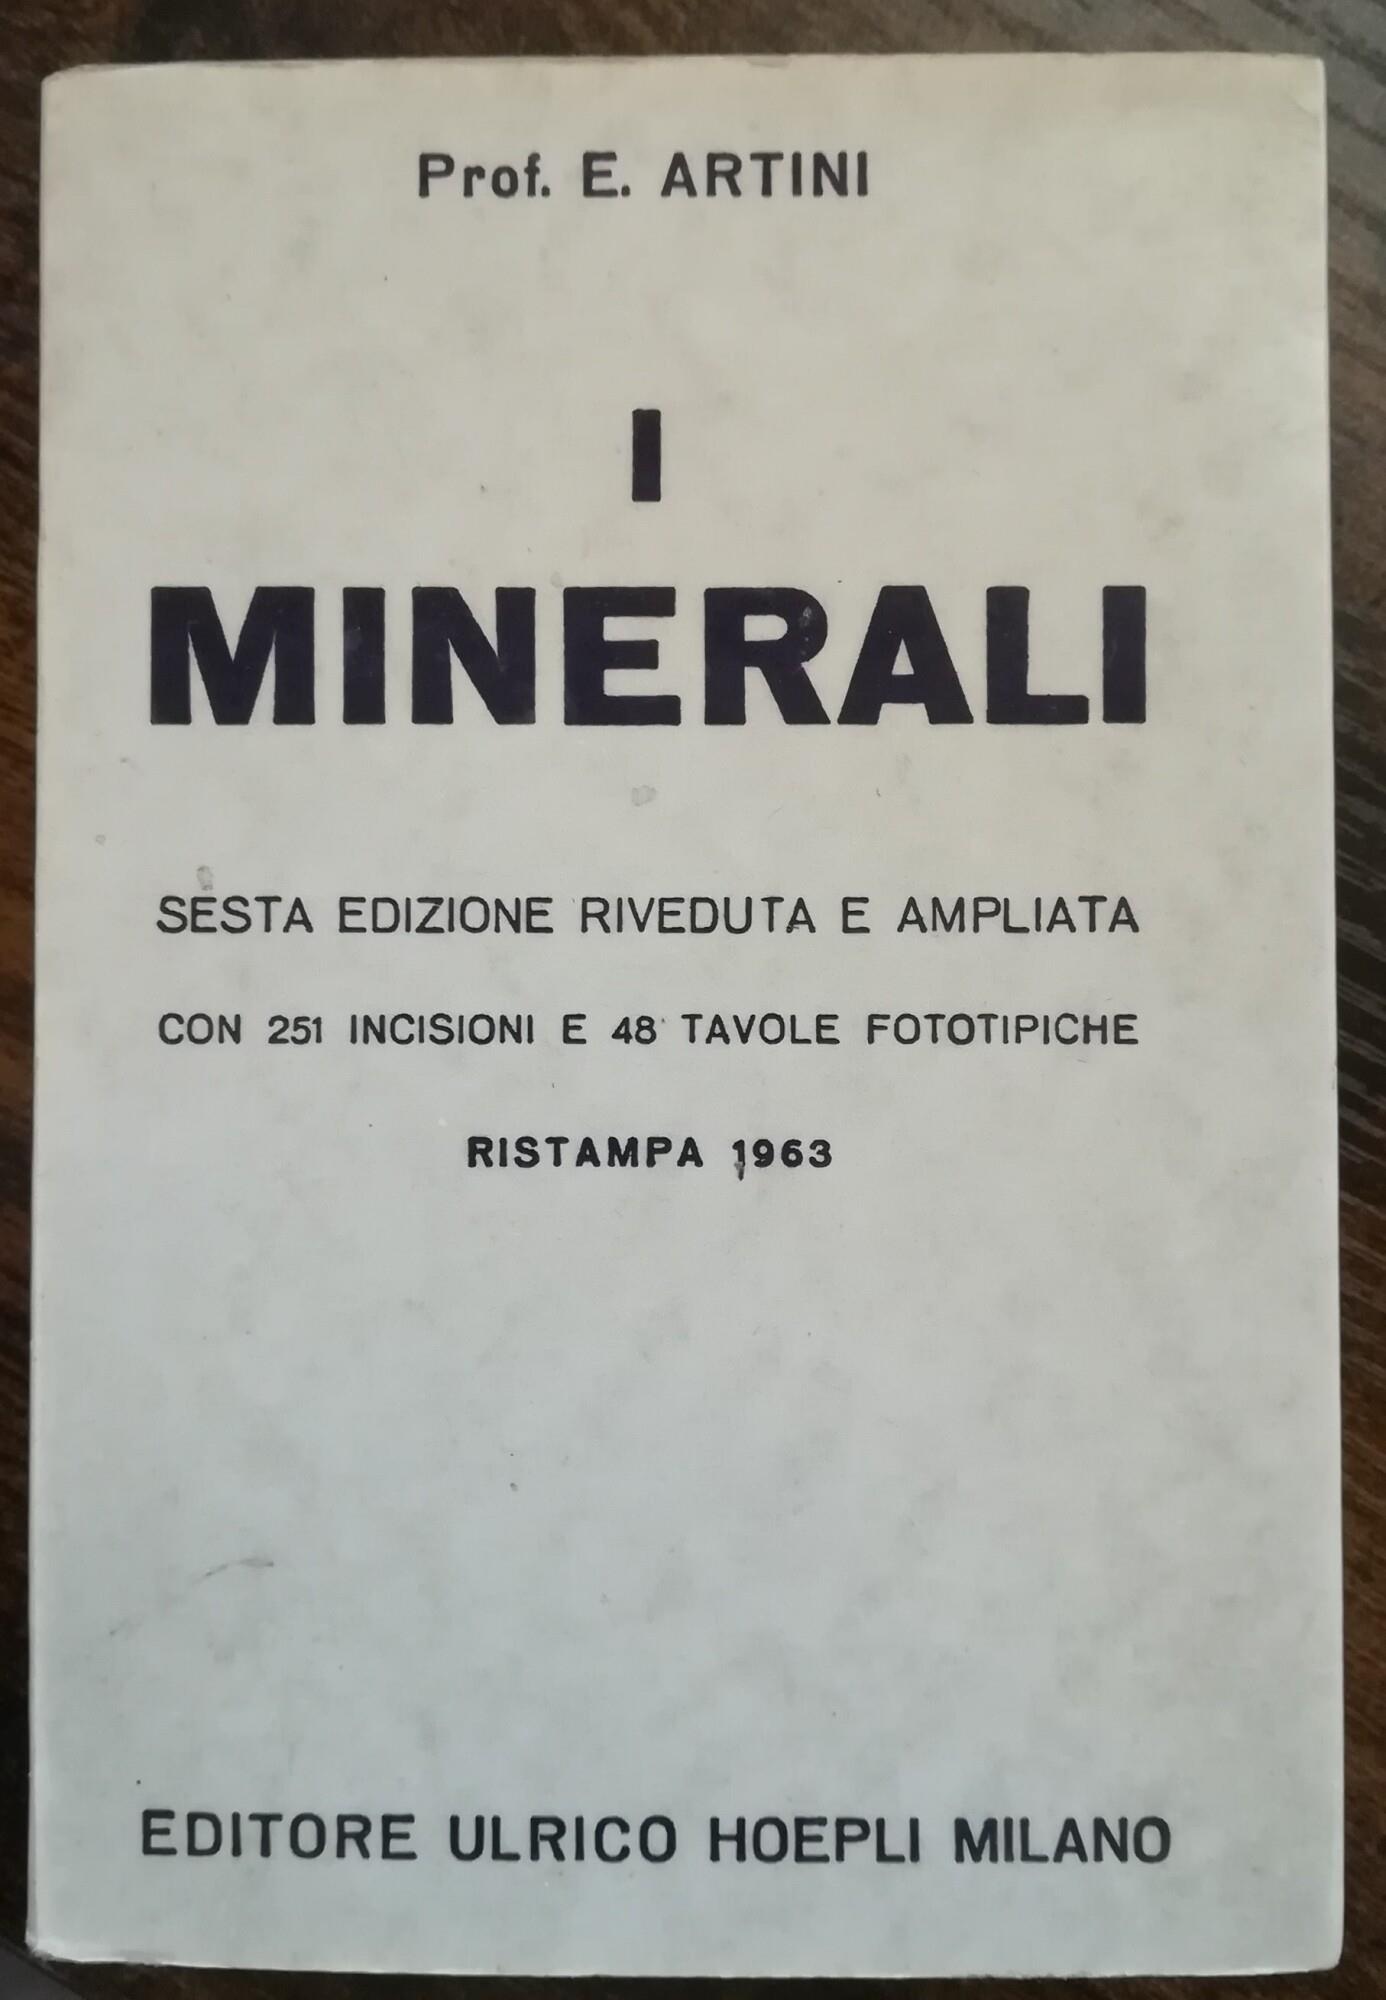 Prof. E. ARTINI
I
MINERALI
SESTA EDIZIONE RIVEDUTA E AMPLIATA
CON 251 INCISIONI E 48 TAVOLE FOTOTIPICHE
RISTAMPA 1963
EDITORE ULRICO HOEPLI MILANO